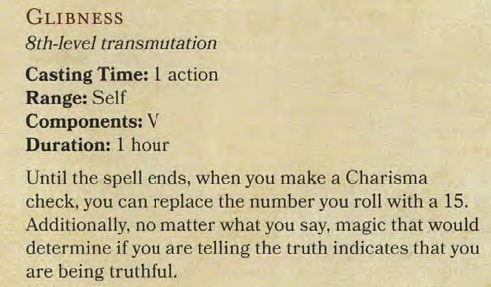 GLIBNESS
8th-level transmutation
Casting Time: 1 action
Range: Self
Components: V
Duration: 1 hour
Until the spell ends, when you make a Charisma
check, you can replace the number you roll with a 15.
Additionally, no matter what you say, magic that would
determine if you are telling the truth indicates that you
are being truthful.